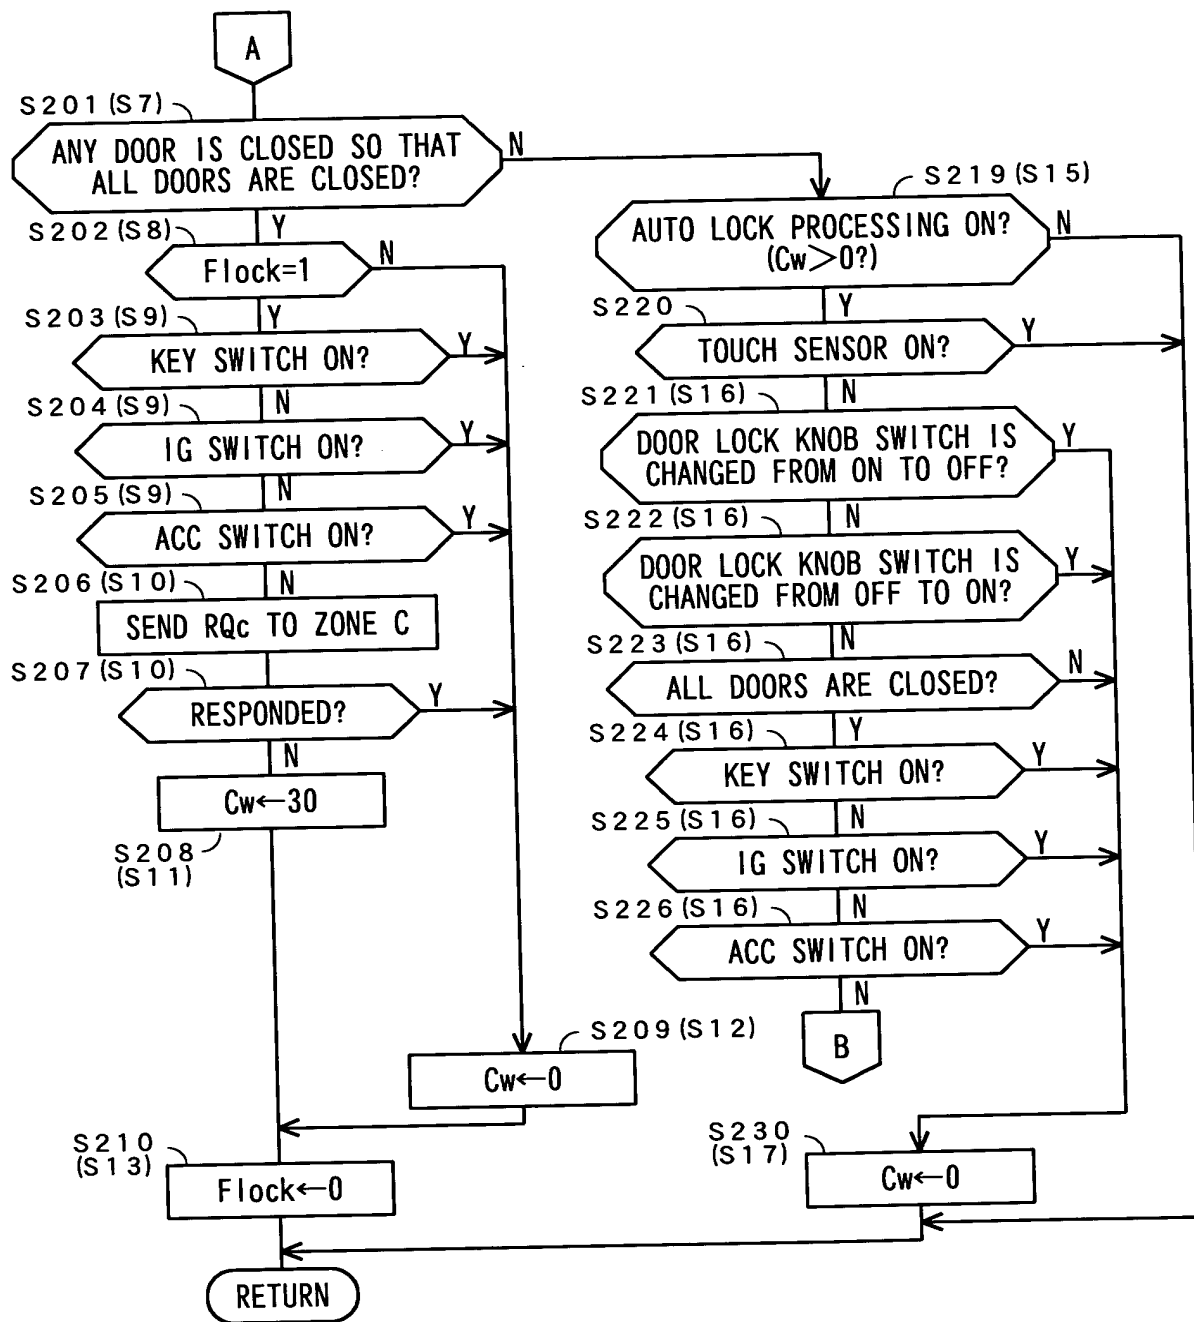 A
S201(S7)
ANY DOOR IS CLOSED SO THAT
ALL DOORS ARE CLOSED?
N
Y
S202(S8)
Flock=1
N
Y
S203(S9)
KEY SWITCH ON?
Y
N
S204(S9)
IG SWITCH ON?
Y
N
S205(S9)
ACC SWITCH ON?
Y
N
S206(S10)
SEND RQc TO ZONE C
S207(S10)
RESPONDED?
Y
N
Cw←30
S208
(S11)
S209(S12)
Cw←0
S210
(S13)
Flock←0
RETURN
S219(S15)
AUTO LOCK PROCESSING ON?
(Cw>0?)
N
Y
S220
TOUCH SENSOR ON?
Y
N
S221(S16)
DOOR LOCK KNOB SWITCH IS
CHANGED FROM ON TO OFF?
Y
N
S222(S16)
DOOR LOCK KNOB SWITCH IS
CHANGED FROM OFF TO ON?
Y
N
S223(S16)
ALL DOORS ARE CLOSED?
N
Y
S224(S16)
KEY SWITCH ON?
Y
N
S225(S16)
IG SWITCH ON?
Y
N
S226(S16)
ACC SWITCH ON?
Y
N
B
S230
(S17)
Cw←0